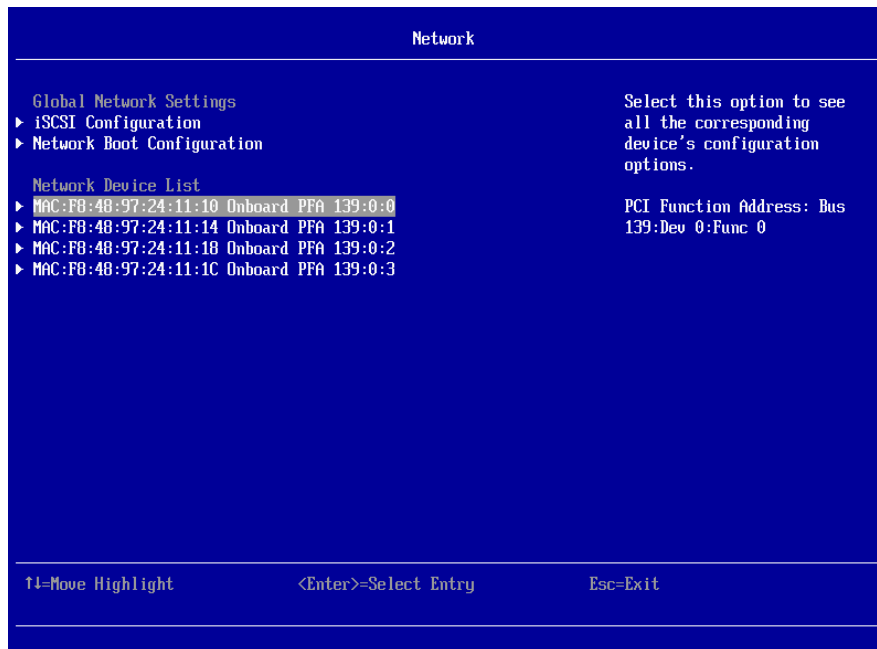 Network
Global Network Settings
iSCSI Configuration
Network Boot Configuration
Network Device List
MAC:F8:48:97:24:11:10 Onboard PFA 139:0:0
MAC:F8:48:97:24:11:14 Onboard PFA 139:0:1
MAC:F8:48:97:24:11:18 Onboard PFA 139:0:2
MAC:F8:48:97:24:11:1C Onboard PFA 139:0:3
Select this option to see
all the corresponding
device's configuration
options.
PCI Function Address: Bus
139:Dev 0:Func 0
↑↓=Move Highlight
<Enter>=Select Entry
Esc=Exit